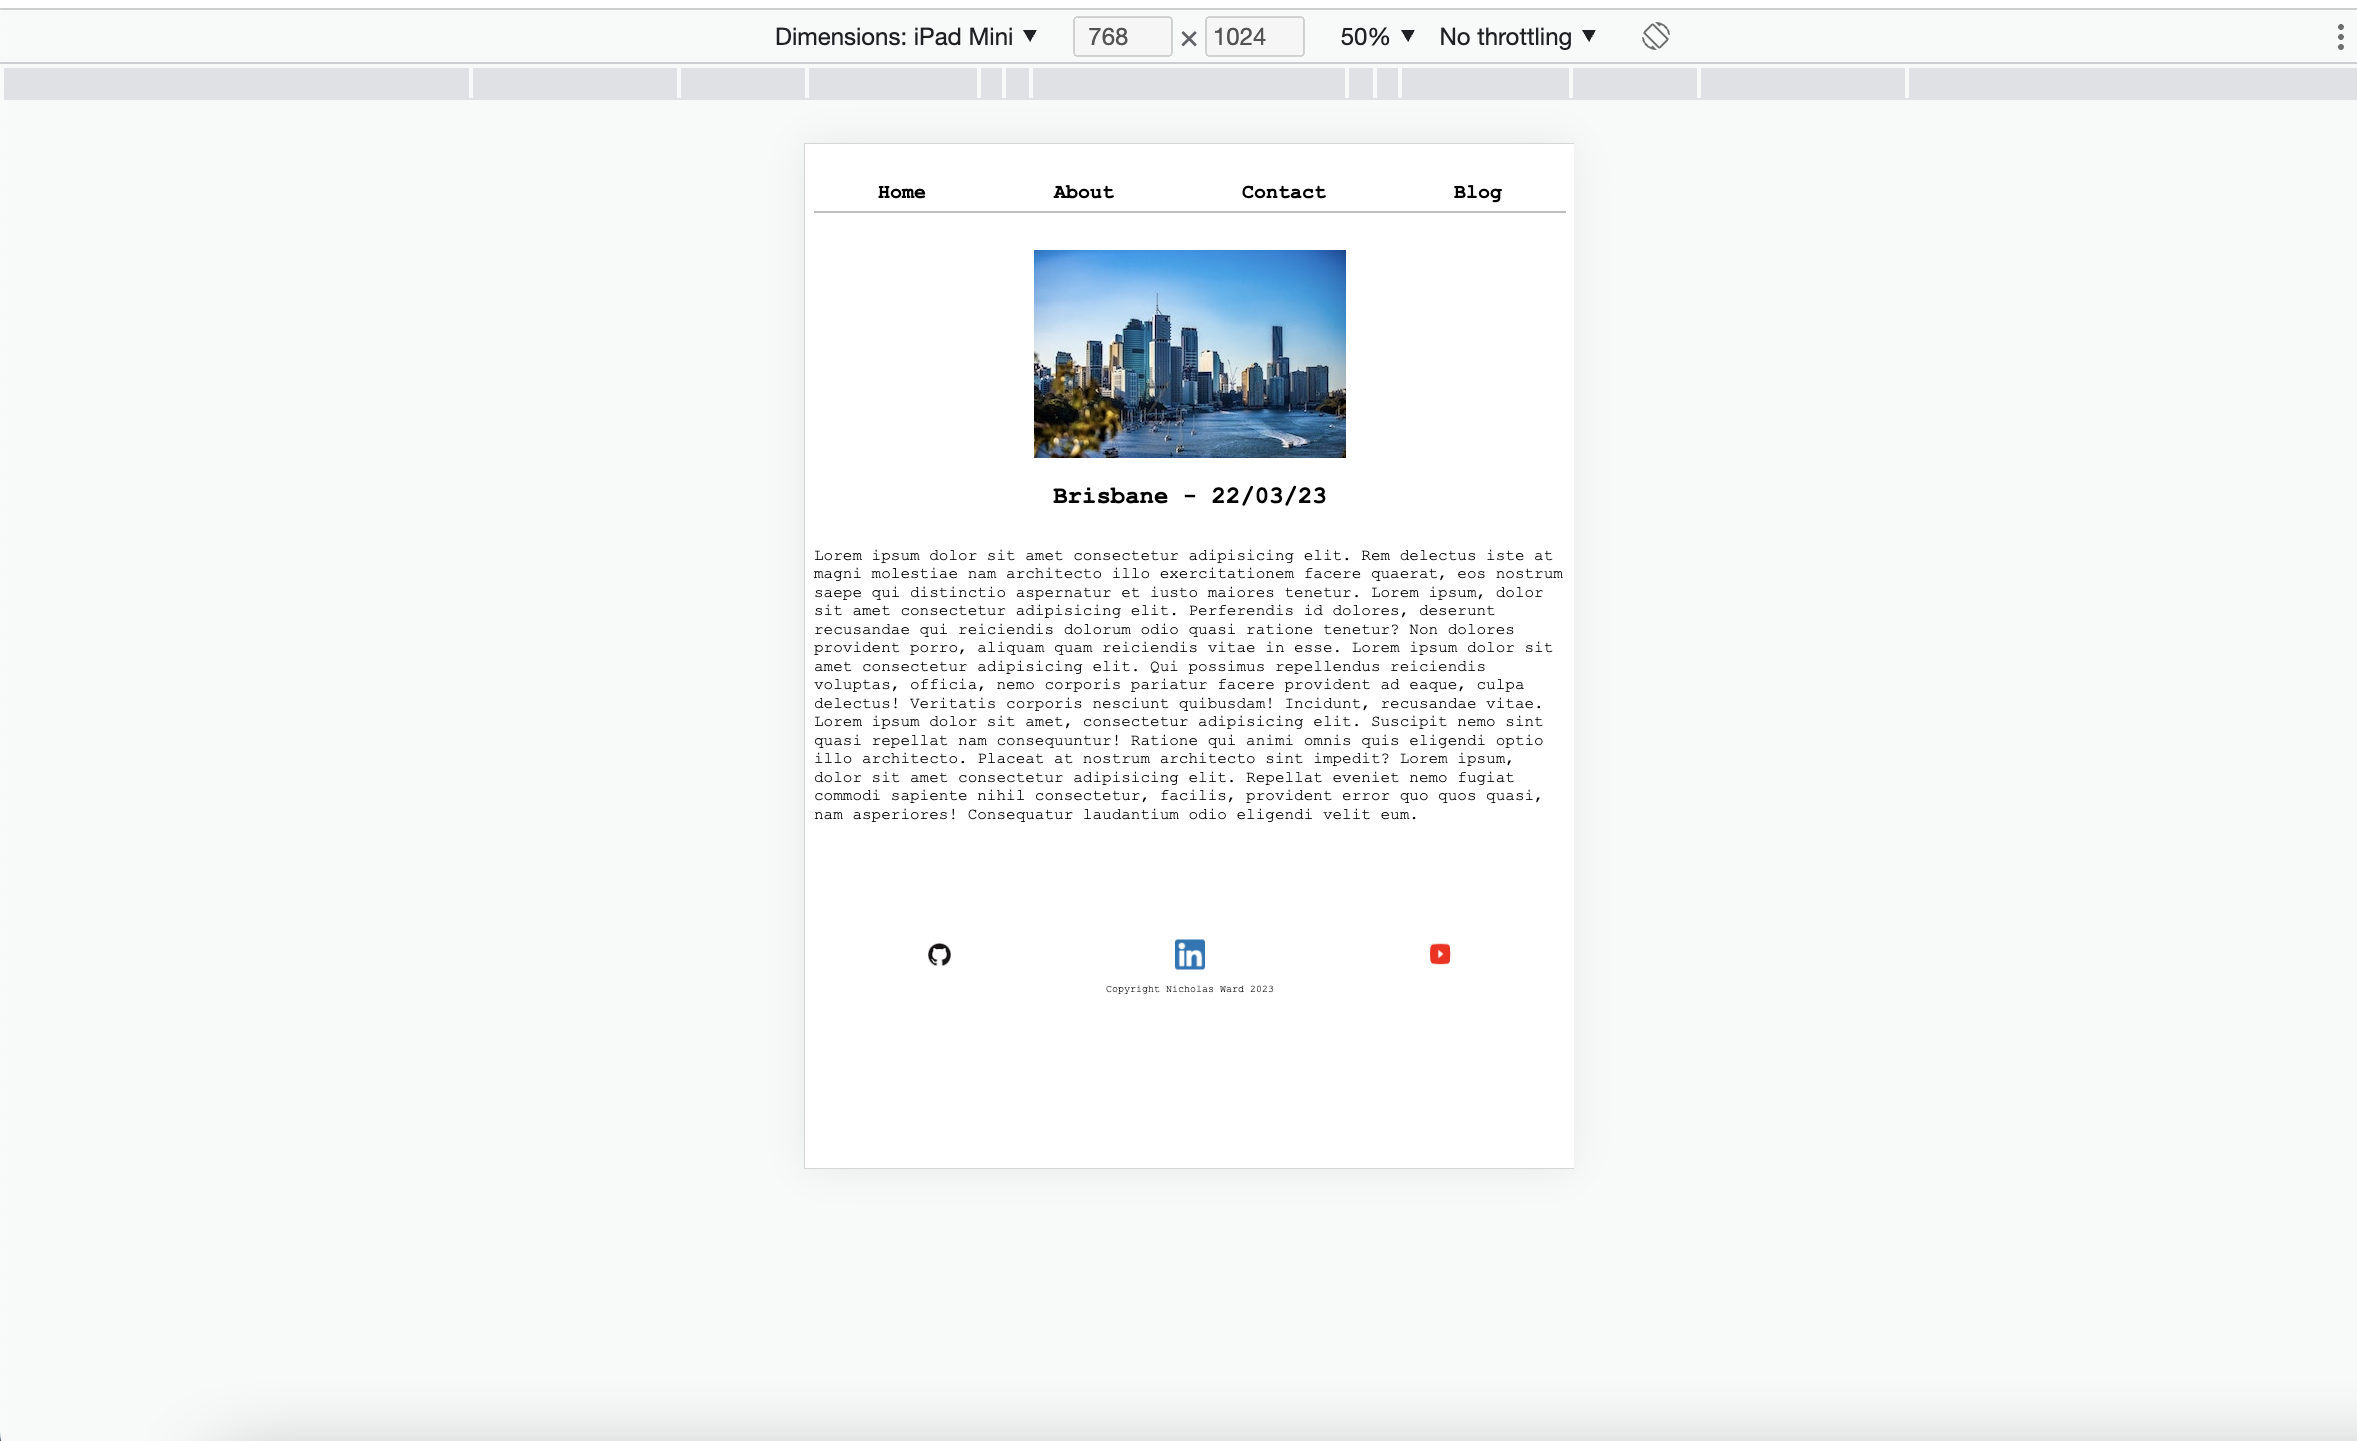 Dimensions: iPad Mini ▼ 768 × 1024 50% ▼ No throttling ▼
Home About Contact Blog
Brisbane - 22/03/23
Lorem ipsum dolor sit amet consectetur adipisicing elit. Rem delectus iste at
magni molestiae nam architecto illo exercitationem facere quaerat, eos nostrum
saepe qui distinctio aspernatur et iusto maiores tenetur. Lorem ipsum, dolor
sit amet consectetur adipisicing elit. Perferendis id dolores, deserunt
recusandae qui reiciendis dolorum odio quasi ratione tenetur? Non dolores
provident porro, aliquam quam reiciendis vitae in esse. Lorem ipsum dolor sit
amet consectetur adipisicing elit. Qui possimus repellendus reiciendis
voluptas, officia, nemo corporis pariatur facere provident ad eaque, culpa
delectus! Veritatis corporis nesciunt quibusdam! Incidunt, recusandae vitae.
Lorem ipsum dolor sit amet, consectetur adipisicing elit. Suscipit nemo sint
quasi repellat nam consequuntur! Ratione qui animi omnis quis eligendi optio
illo architecto. Placeat at nostrum architecto sint impedit? Lorem ipsum,
dolor sit amet consectetur adipisicing elit. Repellat eveniet nemo fugiat
commodi sapiente nihil consectetur, facilis, provident error quo quos quasi,
nam asperiores! Consequatur laudantium odio eligendi velit eum.
in
Copyright Nicholas Ward 2023